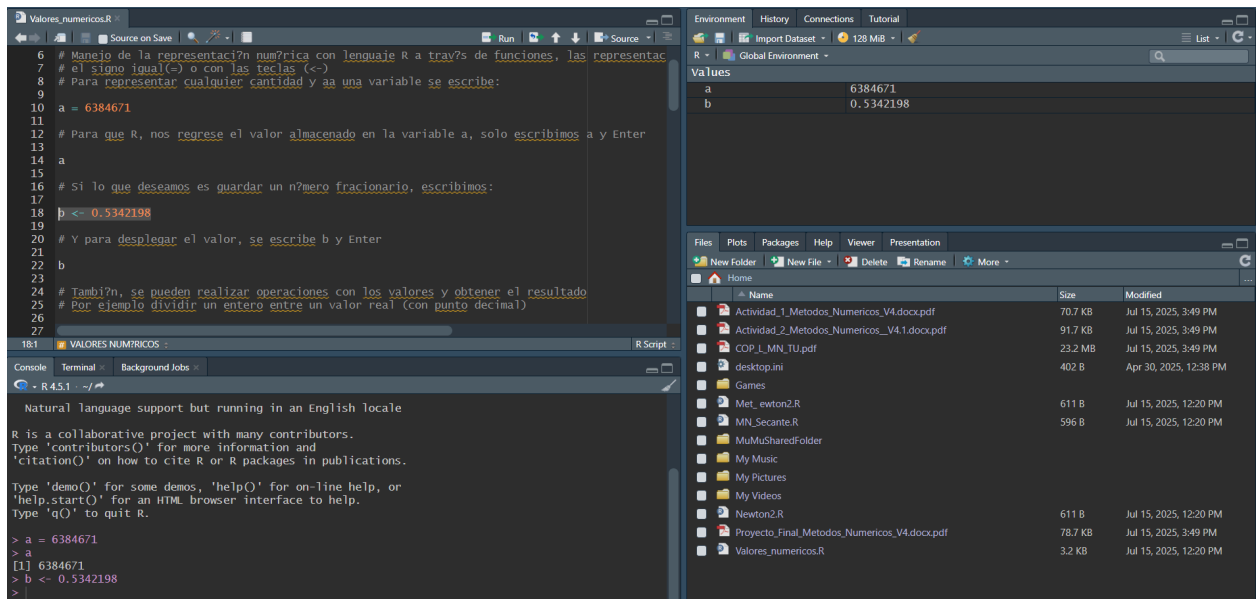 Valores_numericos.R
Source on Save
Run
Source
6 # Manejo de la representaci?n num?rica con lenguaje R a trav?s de funciones, las representac
7 # el signo igual(=) o con las teclas (<-)
8 # Para representar cualquier cantidad y aa una variable se escribe:
9
10 a = 6384671
11
12 # Para que R, nos regrese el valor almacenado en la variable a, solo escribimos a y Enter
13
14 a
15
16 # Si lo que deseamos es guardar un n?mero fraccionario, escribimos:
17
18 b <- 0.5342198
19
20 # Y para desplegar el valor, se escribe b y Enter
21
22 b
23
24 # Tambi?n, se pueden realizar operaciones con los valores y obtener el resultado
25 # Por ejemplo dividir un entero entre un valor real (con punto decimal)
26
27
18:1 # VALORES NUM?RICOS R Script
Console Terminal Background Jobs
R 4.5.1 · ~/
Natural language support but running in an English locale
R is a collaborative project with many contributors.
Type 'contributors()' for more information and
'citation()' on how to cite R or R packages in publications.
Type 'demo()' for some demos, 'help()' for on-line help, or
'help.start()' for an HTML browser interface to help.
Type 'q()' to quit R.
> a = 6384671
> a
[1] 6384671
> b <- 0.5342198
>
Environment History Connections Tutorial
Import Dataset 128 MiB List
R Global Environment
Values
a 6384671
b 0.5342198
Files Plots Packages Help Viewer Presentation
New Folder New File Delete Rename More
Home
Name Size Modified
Actividad_1_Metodos_Numericos_V4.docx.pdf 70.7 KB Jul 15, 2025, 3:49 PM
Actividad_2_Metodos_Numericos__V4.1.docx.pdf 91.7 KB Jul 15, 2025, 3:49 PM
COP_L_MN_TU.pdf 23.2 MB Jul 15, 2025, 3:49 PM
desktop.ini 402 B Apr 30, 2025, 12:38 PM
Games
Met_ ewton2.R 611 B Jul 15, 2025, 12:20 PM
MN_Secante.R 596 B Jul 15, 2025, 12:20 PM
MuMuSharedFolder
My Music
My Pictures
My Videos
Newton2.R 611 B Jul 15, 2025, 12:20 PM
Proyecto_Final_Metodos_Numericos_V4.docx.pdf 78.7 KB Jul 15, 2025, 3:49 PM
Valores_numericos.R 3.2 KB Jul 15, 2025, 12:20 PM